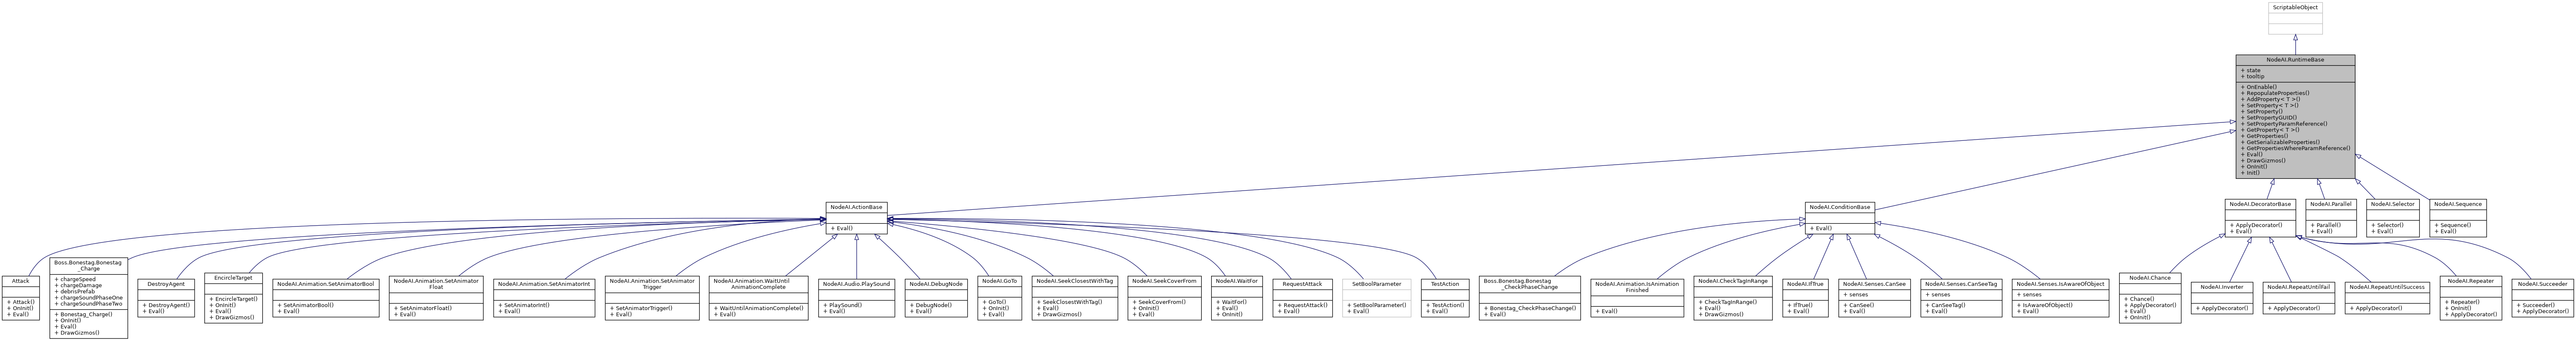 ScriptableObject
NodeAI.RuntimeBase
+ state
+ tooltip
+ OnEnable()
+ RepopulateProperties()
+ AddProperty< T >()
+ SetProperty< T >()
+ SetProperty()
+ SetPropertyGUID()
+ SetPropertyParamReference()
+ GetProperty< T >()
+ GetProperties()
+ GetSerializableProperties()
+ GetPropertiesWhereParamReference()
+ Eval()
+ DrawGizmos()
+ OnInit()
+ Init()
NodeAI.ActionBase
+ Eval()
NodeAI.ConditionBase
+ Eval()
NodeAI.DecoratorBase
+ ApplyDecorator()
+ Eval()
NodeAI.Parallel
+ Parallel()
+ Eval()
NodeAI.Selector
+ Selector()
+ Eval()
NodeAI.Sequence
+ Sequence()
+ Eval()
Attack
+ Attack()
+ OnInit()
+ Eval()
Boss.Bonestag.Bonestag
_Charge
+ chargeSpeed
+ chargeDamage
+ debrisPrefab
+ chargeSoundPhaseOne
+ chargeSoundPhaseTwo
+ Bonestag_Charge()
+ OnInit()
+ Eval()
+ DrawGizmos()
DestroyAgent
+ DestroyAgent()
+ Eval()
EncircleTarget
+ EncircleTarget()
+ OnInit()
+ Eval()
+ DrawGizmos()
NodeAI.Animation.SetAnimatorBool
+ SetAnimatorBool()
+ Eval()
NodeAI.Animation.SetAnimator
Float
+ SetAnimatorFloat()
+ Eval()
NodeAI.Animation.SetAnimatorInt
+ SetAnimatorInt()
+ Eval()
NodeAI.Animation.SetAnimator
Trigger
+ SetAnimatorTrigger()
+ Eval()
NodeAI.Animation.WaitUntil
AnimationComplete
+ WaitUntilAnimationComplete()
+ Eval()
NodeAI.Audio.PlaySound
+ PlaySound()
+ Eval()
NodeAI.DebugNode
+ DebugNode()
+ Eval()
NodeAI.GoTo
+ GoTo()
+ OnInit()
+ Eval()
NodeAI.SeekClosestWithTag
+ SeekClosestWithTag()
+ Eval()
+ DrawGizmos()
NodeAI.SeekCoverFrom
+ SeekCoverFrom()
+ OnInit()
+ Eval()
NodeAI.WaitFor
+ WaitFor()
+ Eval()
+ OnInit()
RequestAttack
+ RequestAttack()
+ Eval()
SetBoolParameter
+ SetBoolParameter()
+ Eval()
TestAction
+ TestAction()
+ Eval()
Boss.Bonestag.Bonestag
_CheckPhaseChange
+ Bonestag_CheckPhaseChange()
+ Eval()
NodeAI.Animation.IsAnimation
Finished
+ Eval()
NodeAI.CheckTagInRange
+ CheckTagInRange()
+ Eval()
+ DrawGizmos()
NodeAI.IfTrue
+ IfTrue()
+ Eval()
NodeAI.Senses.CanSee
+ senses
+ CanSee()
+ Eval()
NodeAI.Senses.CanSeeTag
+ senses
+ CanSeeTag()
+ Eval()
NodeAI.Senses.IsAwareOfObject
+ senses
+ IsAwareOfObject()
+ Eval()
NodeAI.Chance
+ Chance()
+ ApplyDecorator()
+ Eval()
+ OnInit()
NodeAI.Inverter
+ ApplyDecorator()
NodeAI.RepeatUntilFail
+ ApplyDecorator()
NodeAI.RepeatUntilSuccess
+ ApplyDecorator()
NodeAI.Repeater
+ Repeater()
+ OnInit()
+ ApplyDecorator()
NodeAI.Succeeder
+ Succeeder()
+ ApplyDecorator()